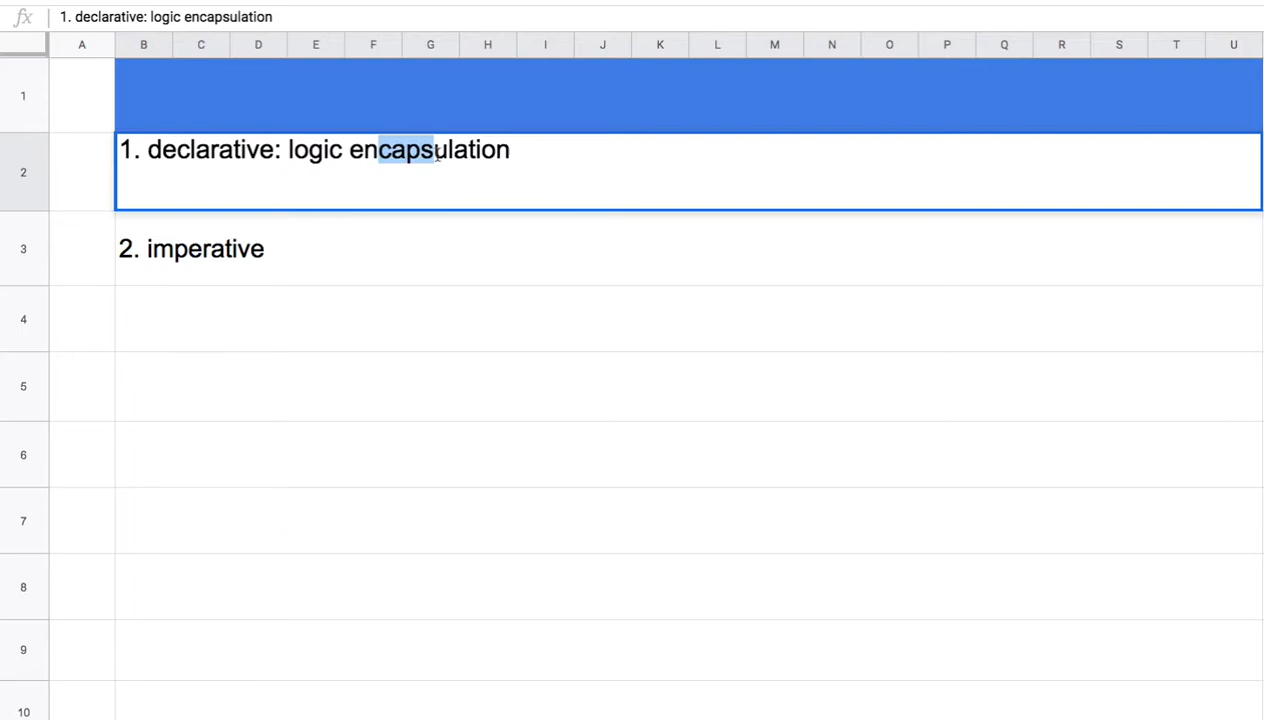 fx 1. declarative: logic encapsulation
A B C D E F G H I J K L M N O P Q R S T U
1
2 1. declarative: logic encapsulation
3 2. imperative
4
5
6
7
8
9
10